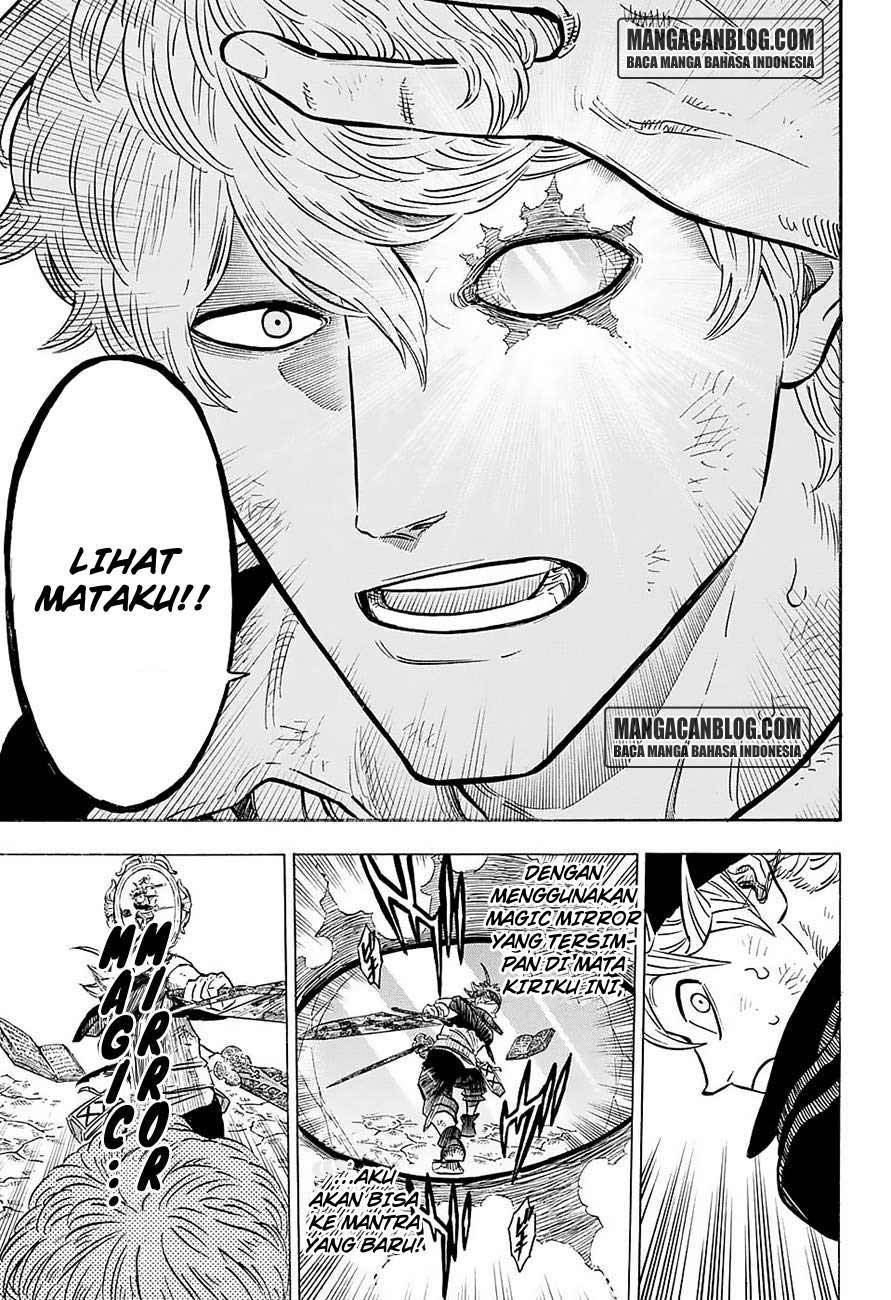 MANGACANBLOG.COM
BACA MANGA BAHASA INDONESIA
LIHAT
MATAKU!!
MANGACANBLOG.COM
BACA MANGA BAHASA INDONESIA
DENGAN
MENGGUNAKAN
MAGIC MIRROR
YANG TERSIM-
PAN DI MATA
KIRIKU INI,
...AKU
AKAN BISA
KE MANTRA
YANG BARU!
MIRROR
MAGIC...